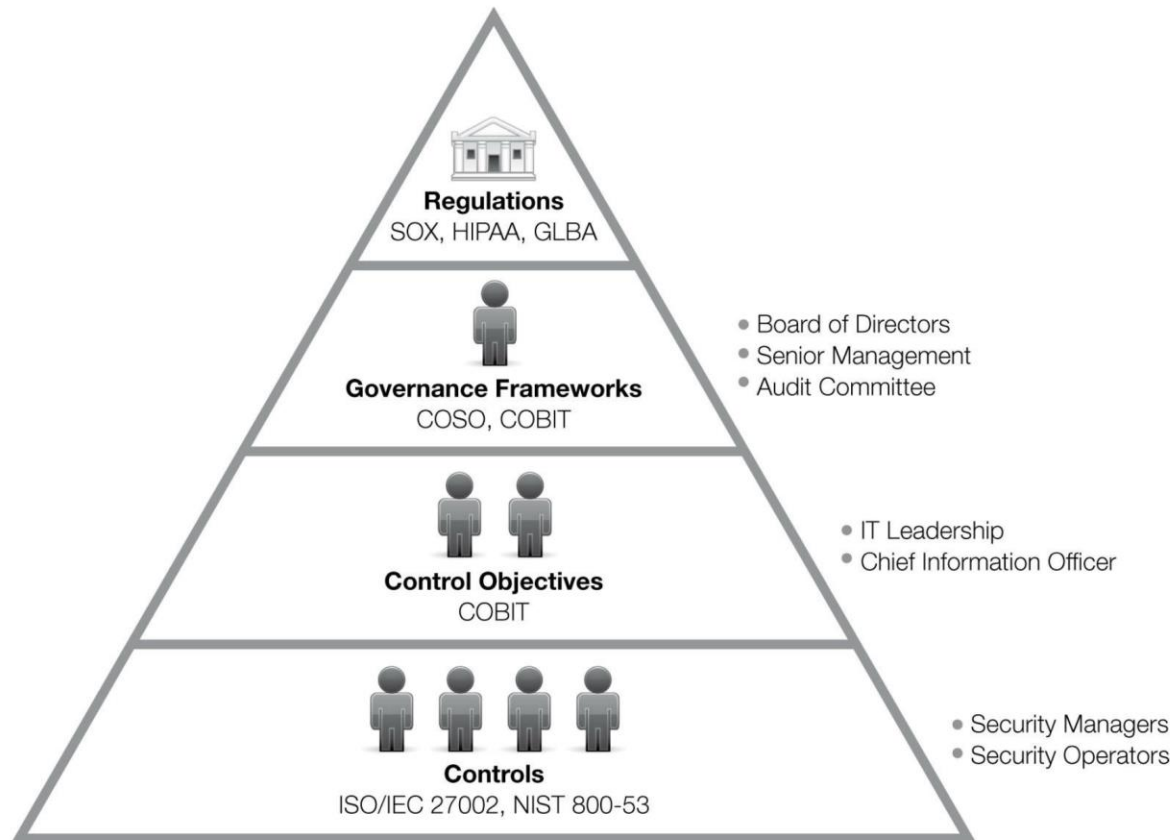 Regulations
SOX, HIPAA, GLBA
Governance Frameworks
COSO, COBIT
• Board of Directors
• Senior Management
• Audit Committee
Control Objectives
COBIT
• IT Leadership
• Chief Information Officer
Controls
ISO/IEC 27002, NIST 800-53
• Security Managers
• Security Operators